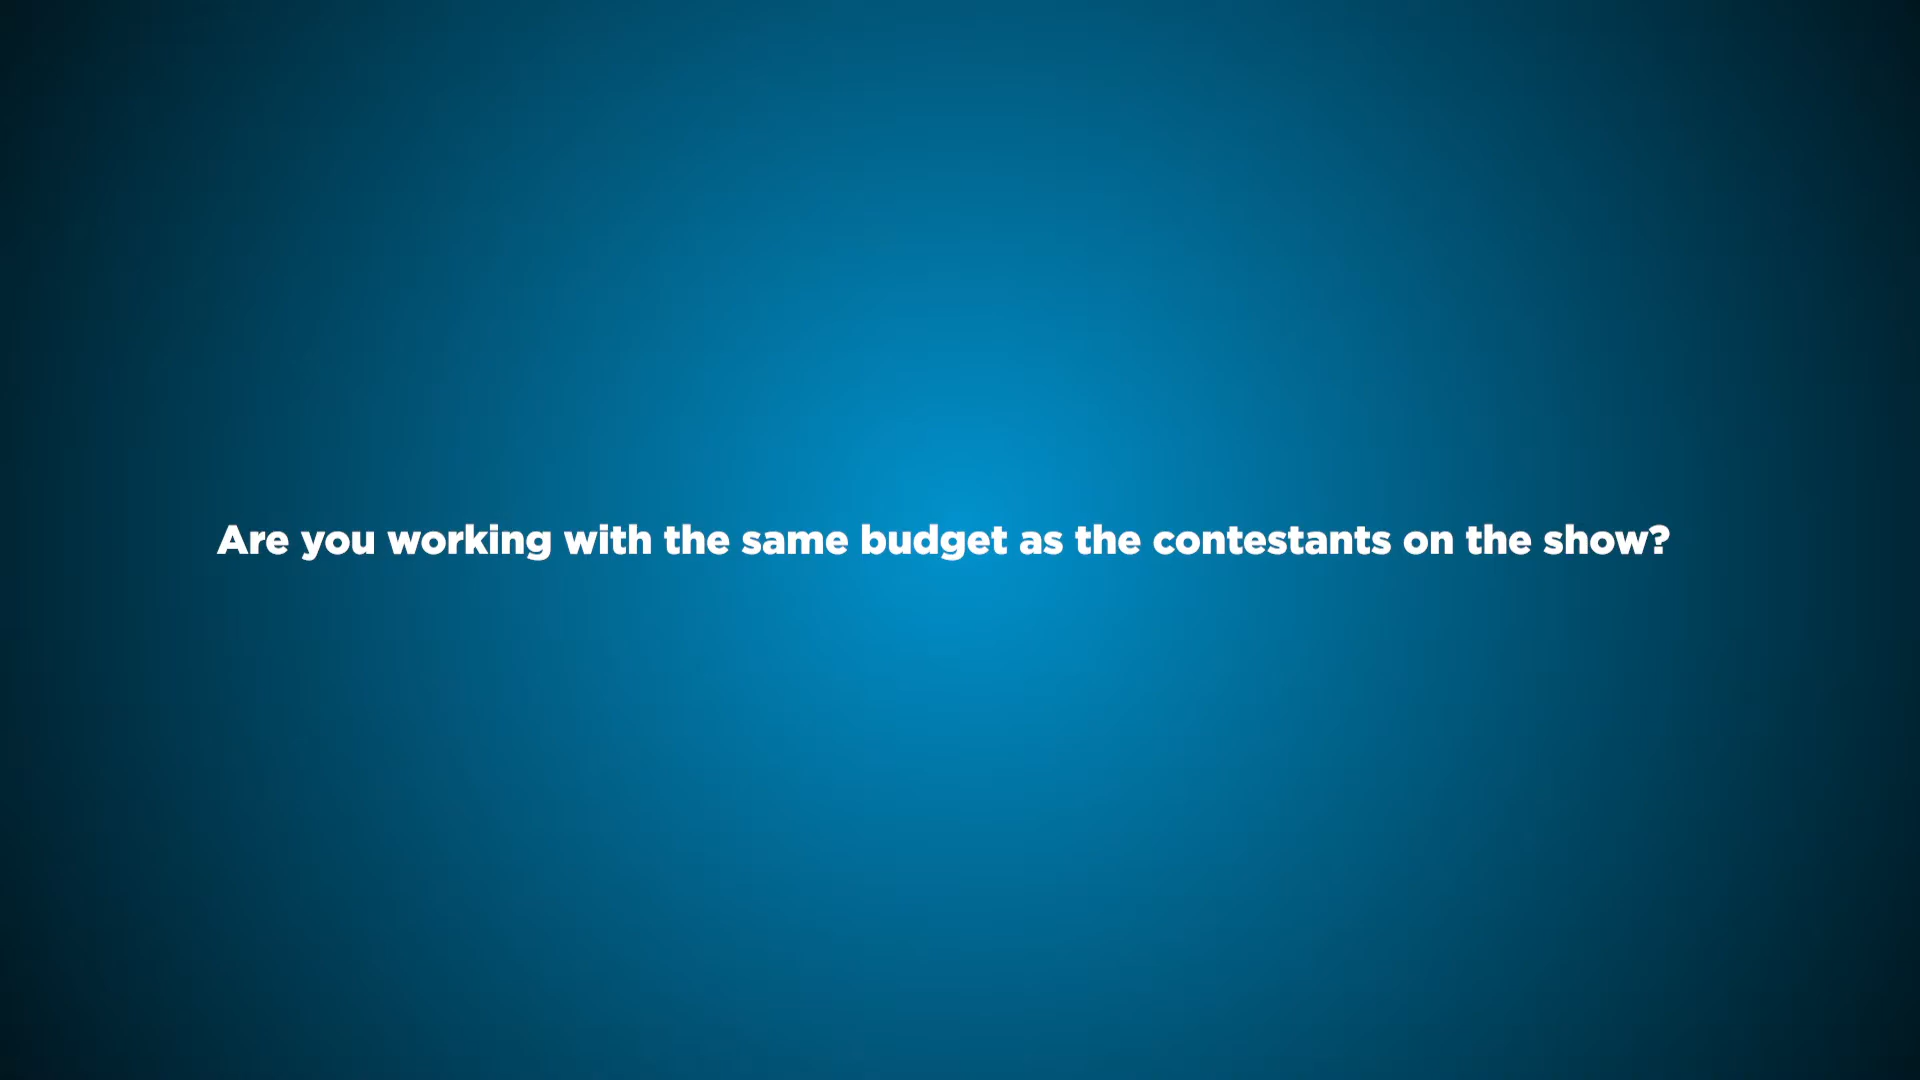 Are you working with the same budget as the contestants on the show?